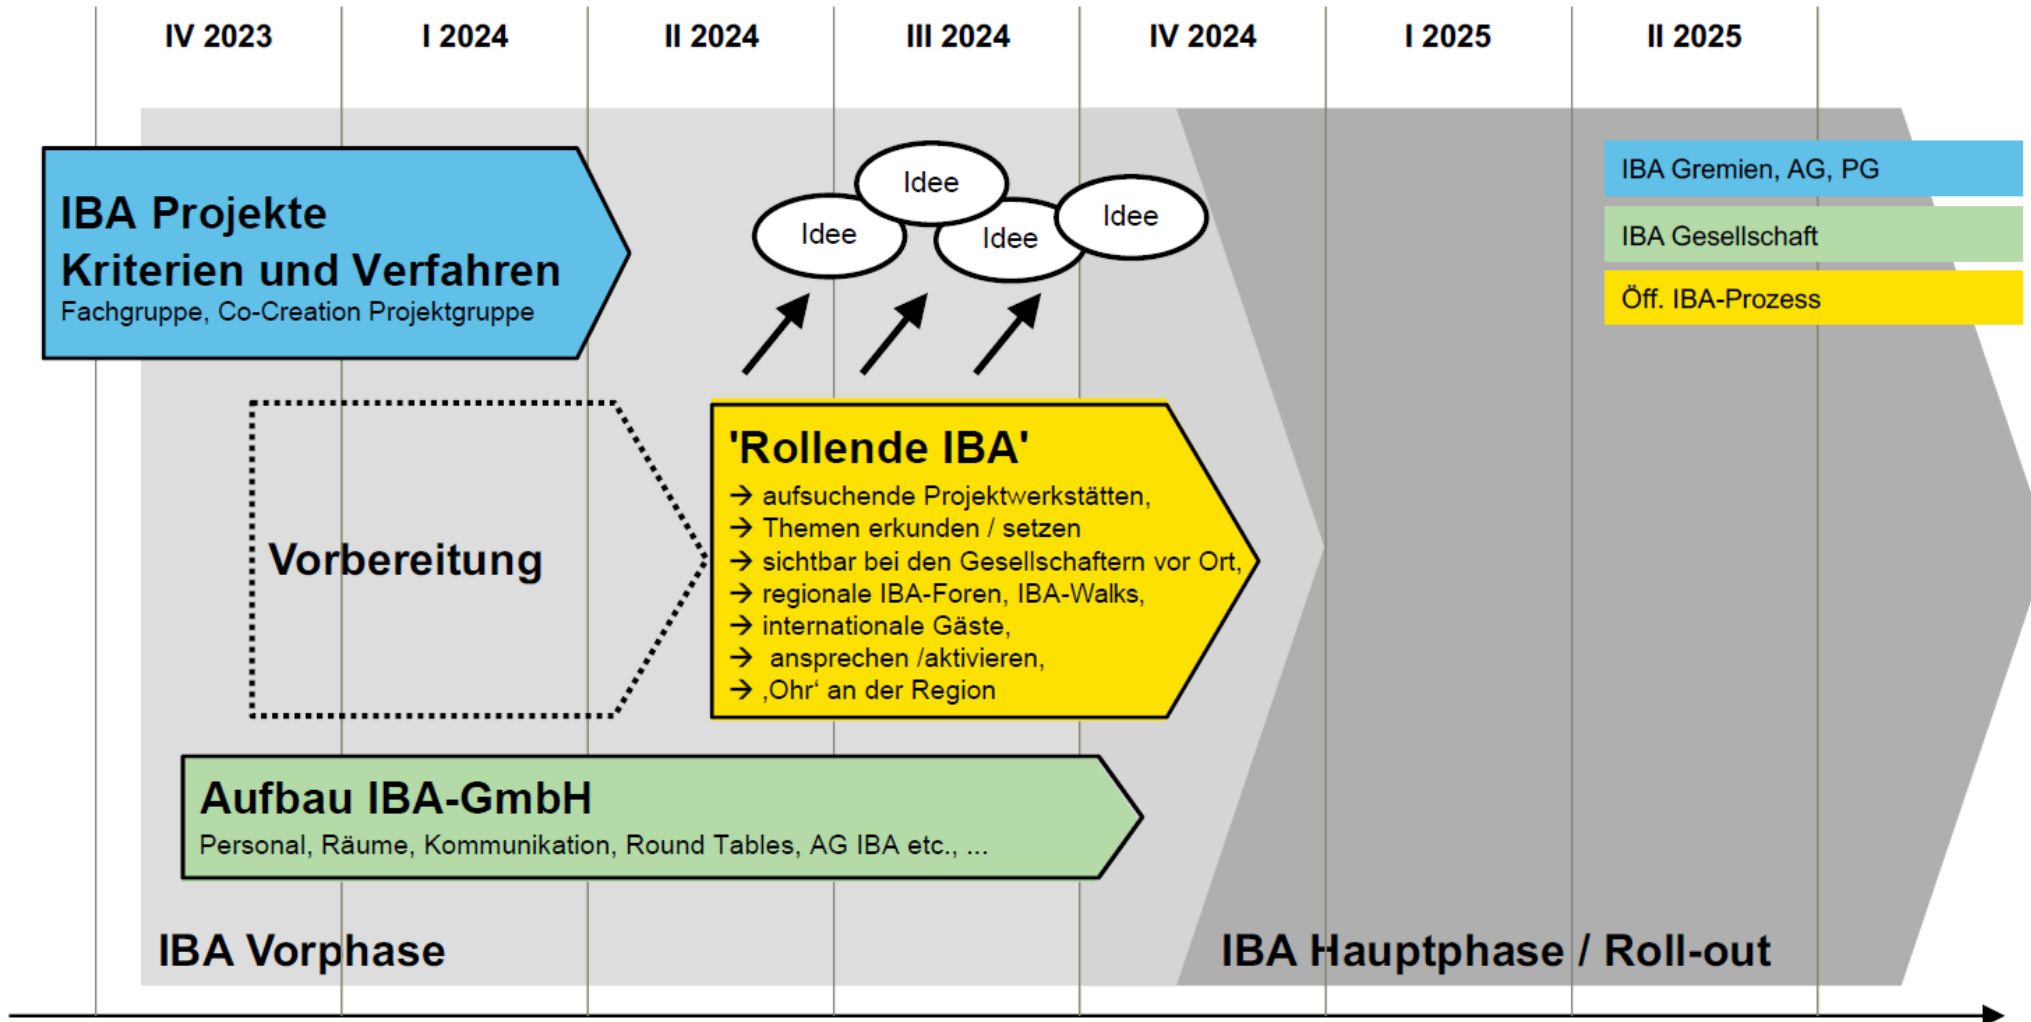 IV 2023
I 2024
II 2024
III 2024
IV 2024
I 2025
II 2025
IBA Projekte
Kriterien und Verfahren
Fachgruppe, Co-Creation Projektgruppe
Idee
Idee
Idee
Idee
IBA Gremien, AG, PG
IBA Gesellschaft
Öff. IBA-Prozess
Vorbereitung
'Rollende IBA'
→ aufsuchende Projektwerkstätten,
→ Themen erkunden / setzen
→ sichtbar bei den Gesellschaftern vor Ort,
→ regionale IBA-Foren, IBA-Walks,
→ internationale Gäste,
→ ansprechen /aktivieren,
→ ‚Ohr‘ an der Region
Aufbau IBA-GmbH
Personal, Räume, Kommunikation, Round Tables, AG IBA etc., ...
IBA Vorphase
IBA Hauptphase / Roll-out